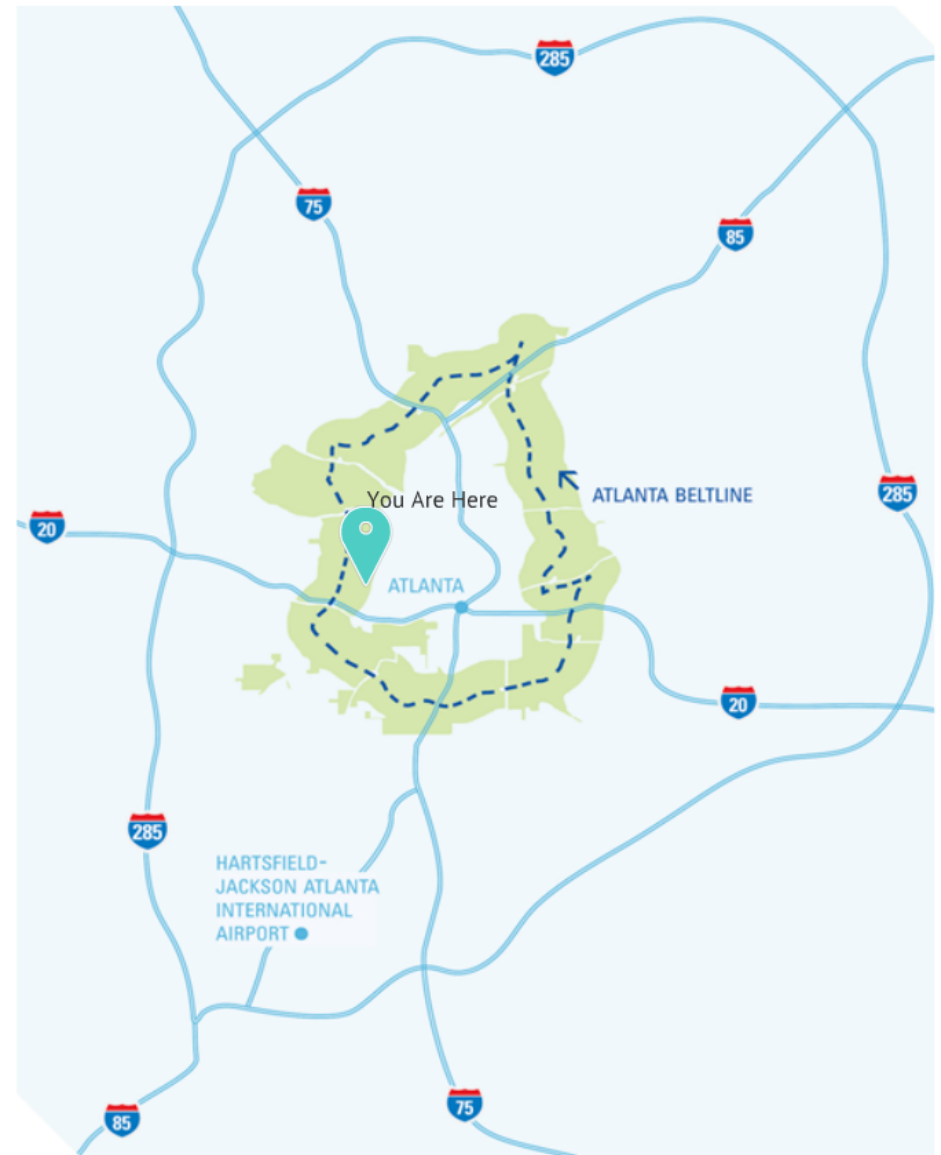 285
75
85
You Are Here
ATLANTA BELTLINE
285
20
ATLANTA
20
285
HARTSFIELD-
JACKSON ATLANTA
INTERNATIONAL
AIRPORT
85
75